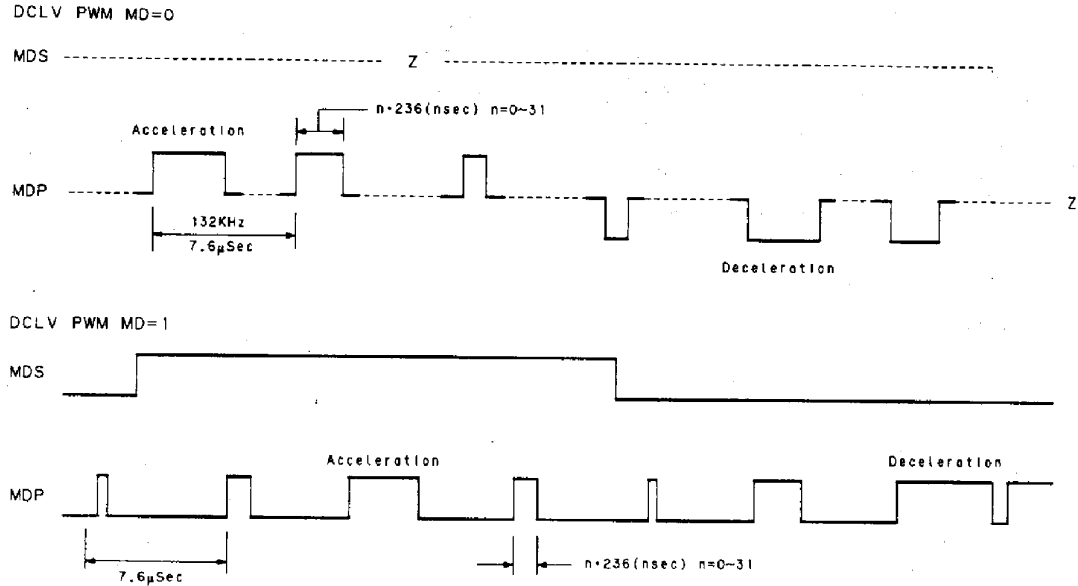 DCLV PWM MD=0
MDS Z
n•236(nsec) n=0~31
Acceleration
MDP Z
132KHz
7.6μSec
Deceleration
DCLV PWM MD=1
MDS
Acceleration Deceleration
MDP
7.6μSec
n•236(nsec) n=0~31